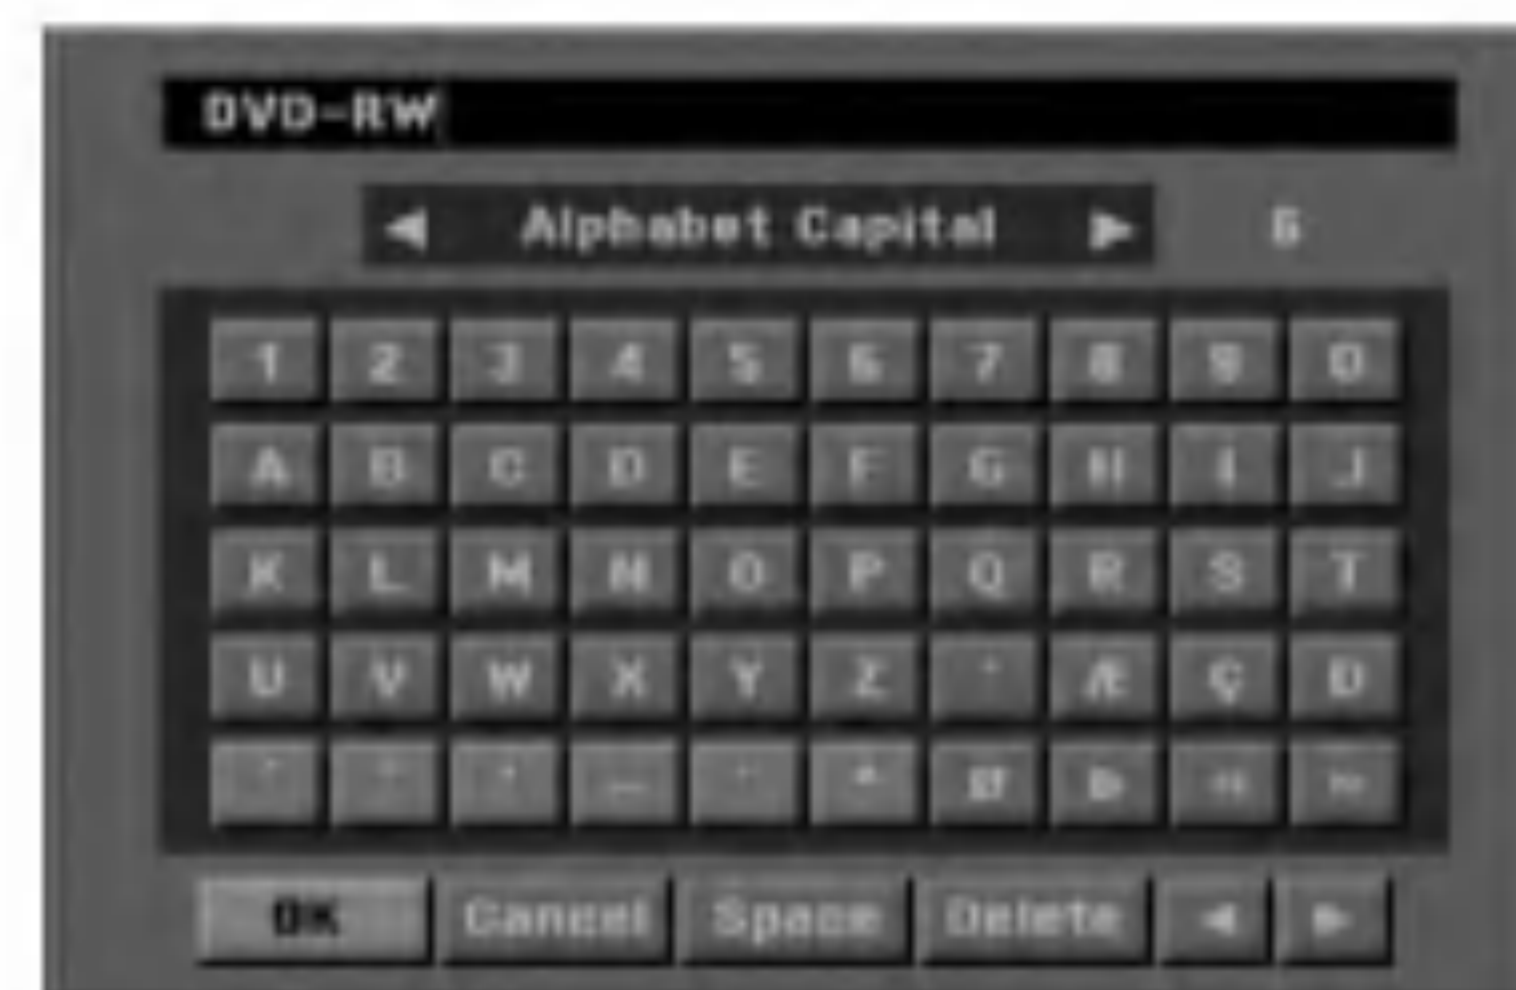 DVD-RW
◀ Alphabet Capital ▶ 6
1 2 3 4 5 6 7 8 9 0
A B C D E F G H I J
K L M N O P Q R S T
U V W X Y Z Æ Ç Ð
OK Cancel Space Delete ◀ ▶